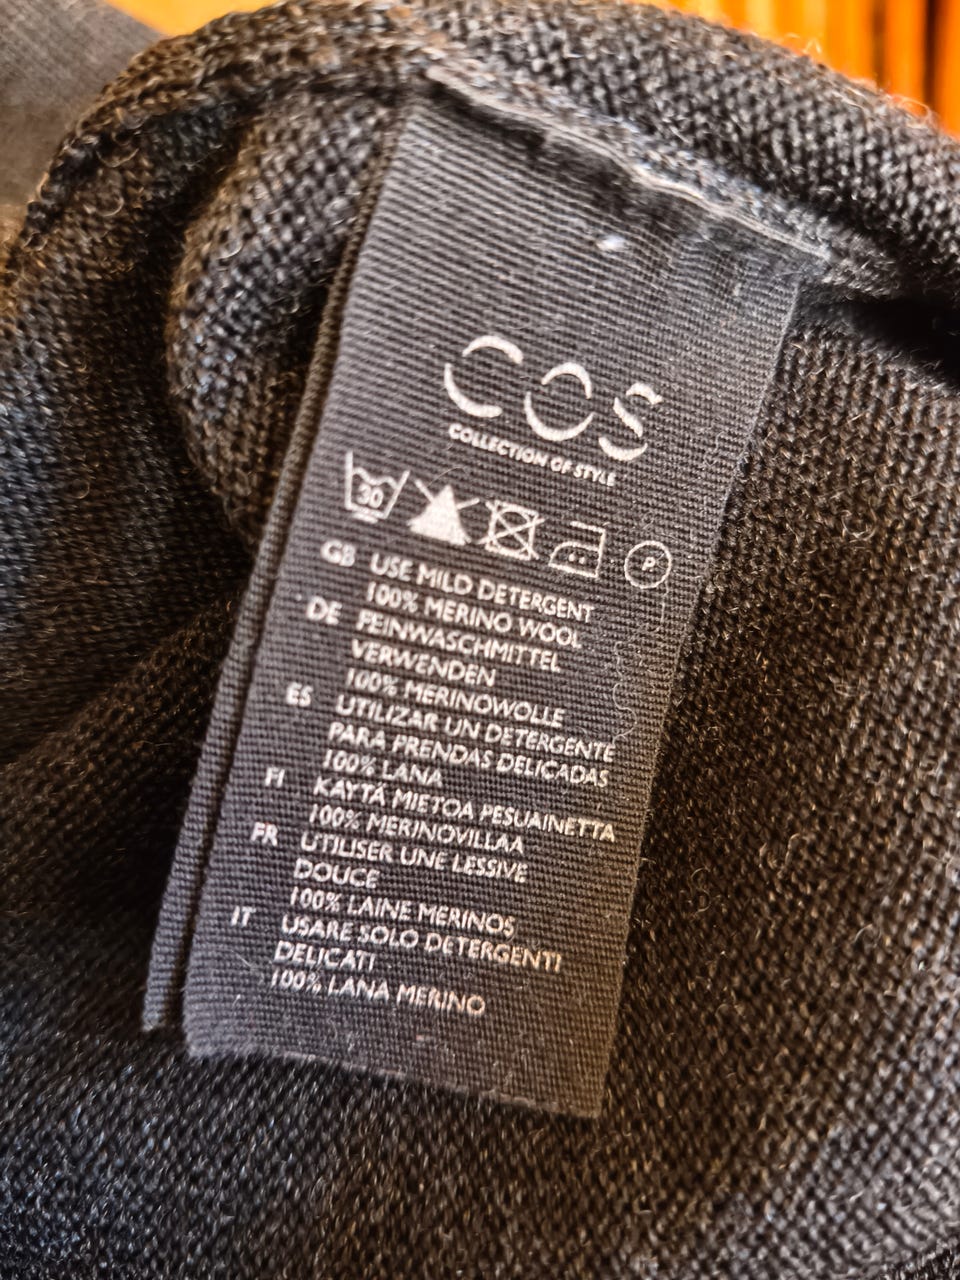 COS
COLLECTION OF STYLE
30
P
GB USE MILD DETERGENT
100% MERINO WOOL
DE FEINWASCHMITTEL
VERWENDEN
100% MERINOWOLLE
ES UTILIZAR UN DETERGENTE
PARA PRENDAS DELICADAS
100% LANA
FI KÄYTÄ MIETOA PESUAINETTA
100% MERINOVILLAA
FR UTILISER UNE LESSIVE
DOUCE
100% LAINE MERINOS
IT USARE SOLO DETERGENTI
DELICATI
100% LANA MERINO